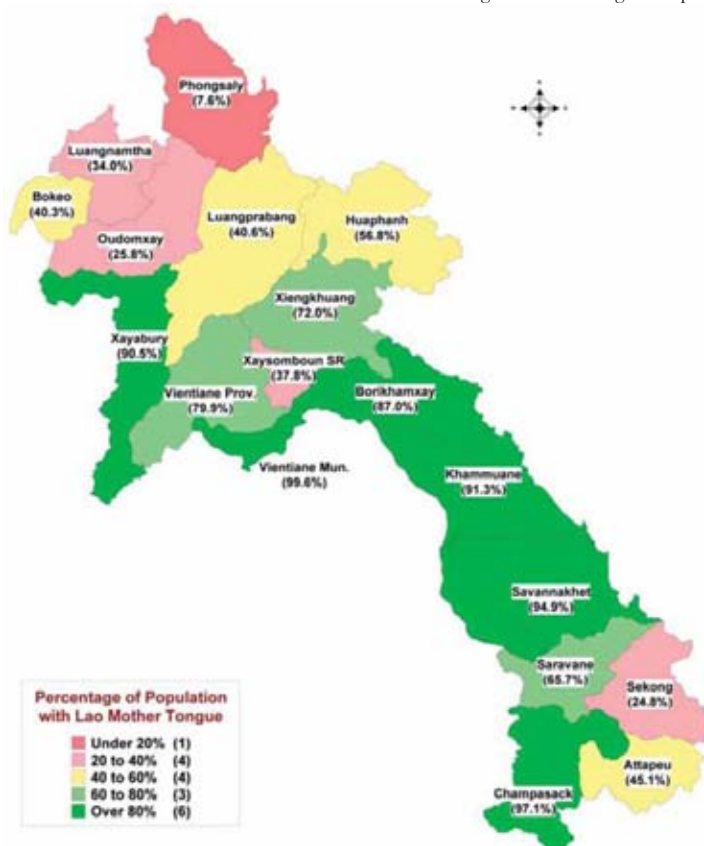 Phongsaly
(7.6%)
Luangnamtha
(34.0%)
Bokeo
(40.3%)
Luangprabang
(40.6%)
Huaphanh
(56.8%)
Oudomxay
(25.8%)
Xiengkhuang
(72.0%)
Xayabury
(90.5%)
Xaysomboun SR
(37.8%)
Vientiane Prov.
(79.9%)
Borikhamxay
(87.0%)
Vientiane Mun.
(99.6%)
Khammuane
(91.3%)
Savannakhet
(94.9%)
Saravane
(65.7%)
Sekong
(24.8%)
Attapeu
(45.1%)
Champasack
(97.1%)
Percentage of Population
with Lao Mother Tongue
Under 20% (1)
20 to 40% (4)
40 to 60% (4)
60 to 80% (3)
Over 80% (6)